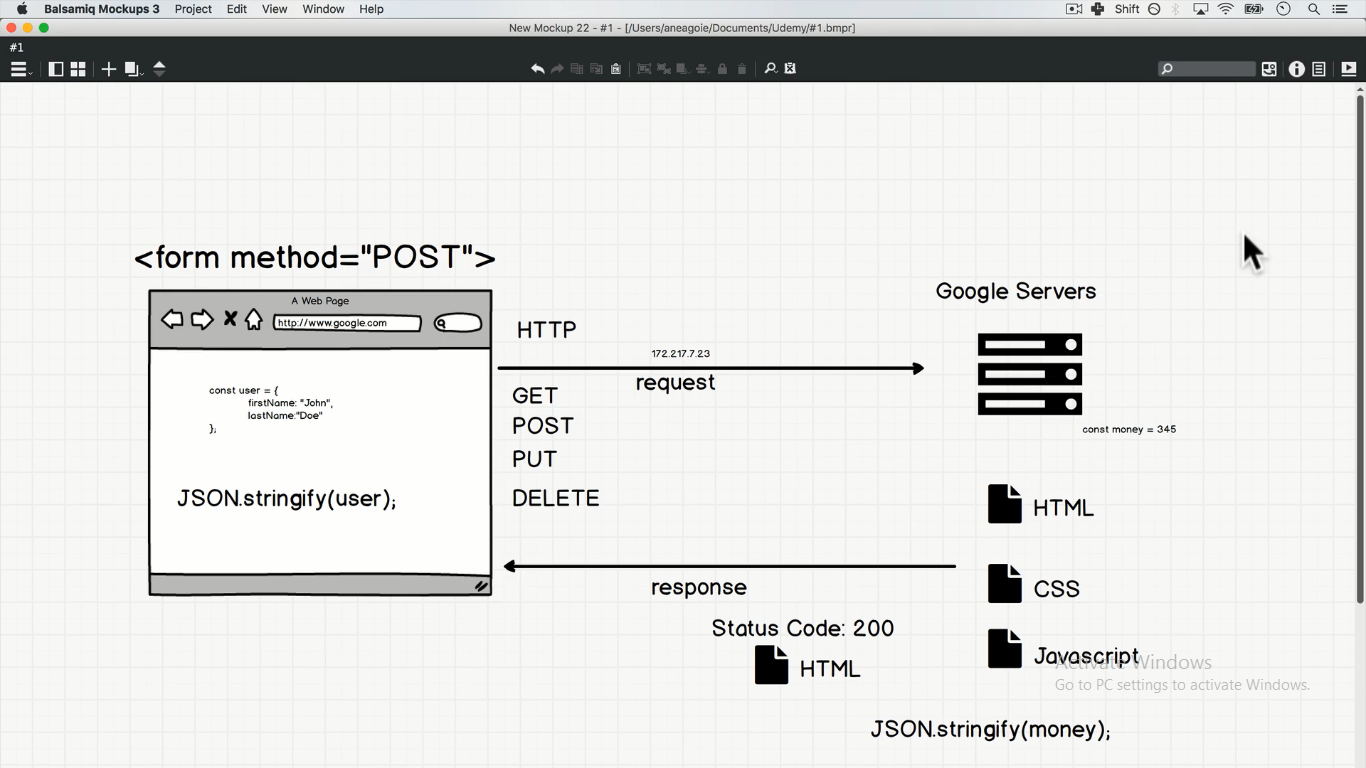 Balsamiq Mockups 3 Project Edit View Window Help Shift
New Mockup 22 - #1 - [/Users/aneagoie/Documents/Udemy/#1.bmpr]
#1
<form method="POST">
A Web Page
http://www.google.com
const user = {
firstName: "John",
lastName:"Doe"
};
JSON.stringify(user);
HTTP
172.217.7.23
request
GET
POST
PUT
DELETE
Google Servers
const money = 345
HTML
CSS
Javascript
response
Status Code: 200
HTML
JSON.stringify(money);
Activate Windows
Go to PC settings to activate Windows.